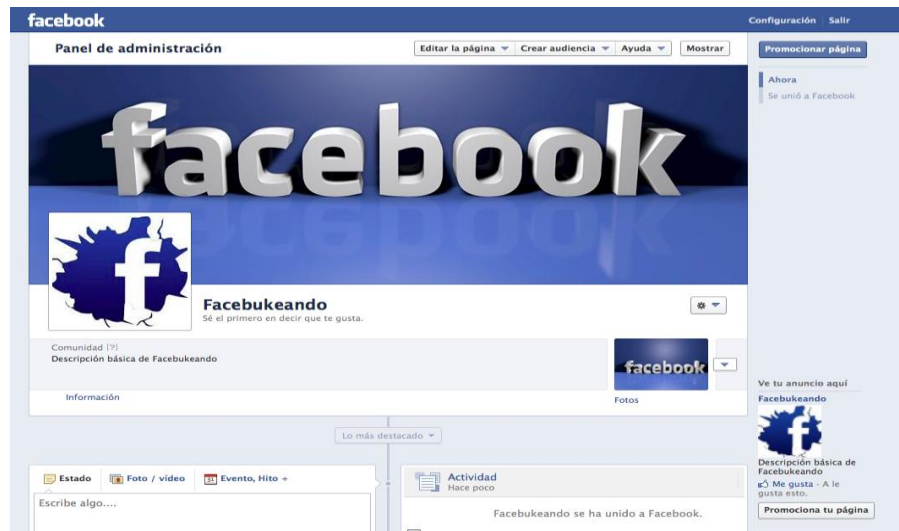 facebook
Configuración Salir
Panel de administración
Editar la página Crear audiencia Ayuda Mostrar
Promocionar página
Ahora
Se unió a Facebook
facebook
f
Facebukeando
Sé el primero en decir que te gusta.
Comunidad [?]
Descripción básica de Facebukeando
facebook
Información
Fotos
Lo más destacado
Estado Foto / vídeo 31 Evento, Hito +
Escribe algo....
Actividad
Hace poco
Facebukeando se ha unido a Facebook.
Ve tu anuncio aquí
Facebukeando
f
Descripción básica de
Facebukeando
Me gusta · A le
gusta esto.
Promociona tu página